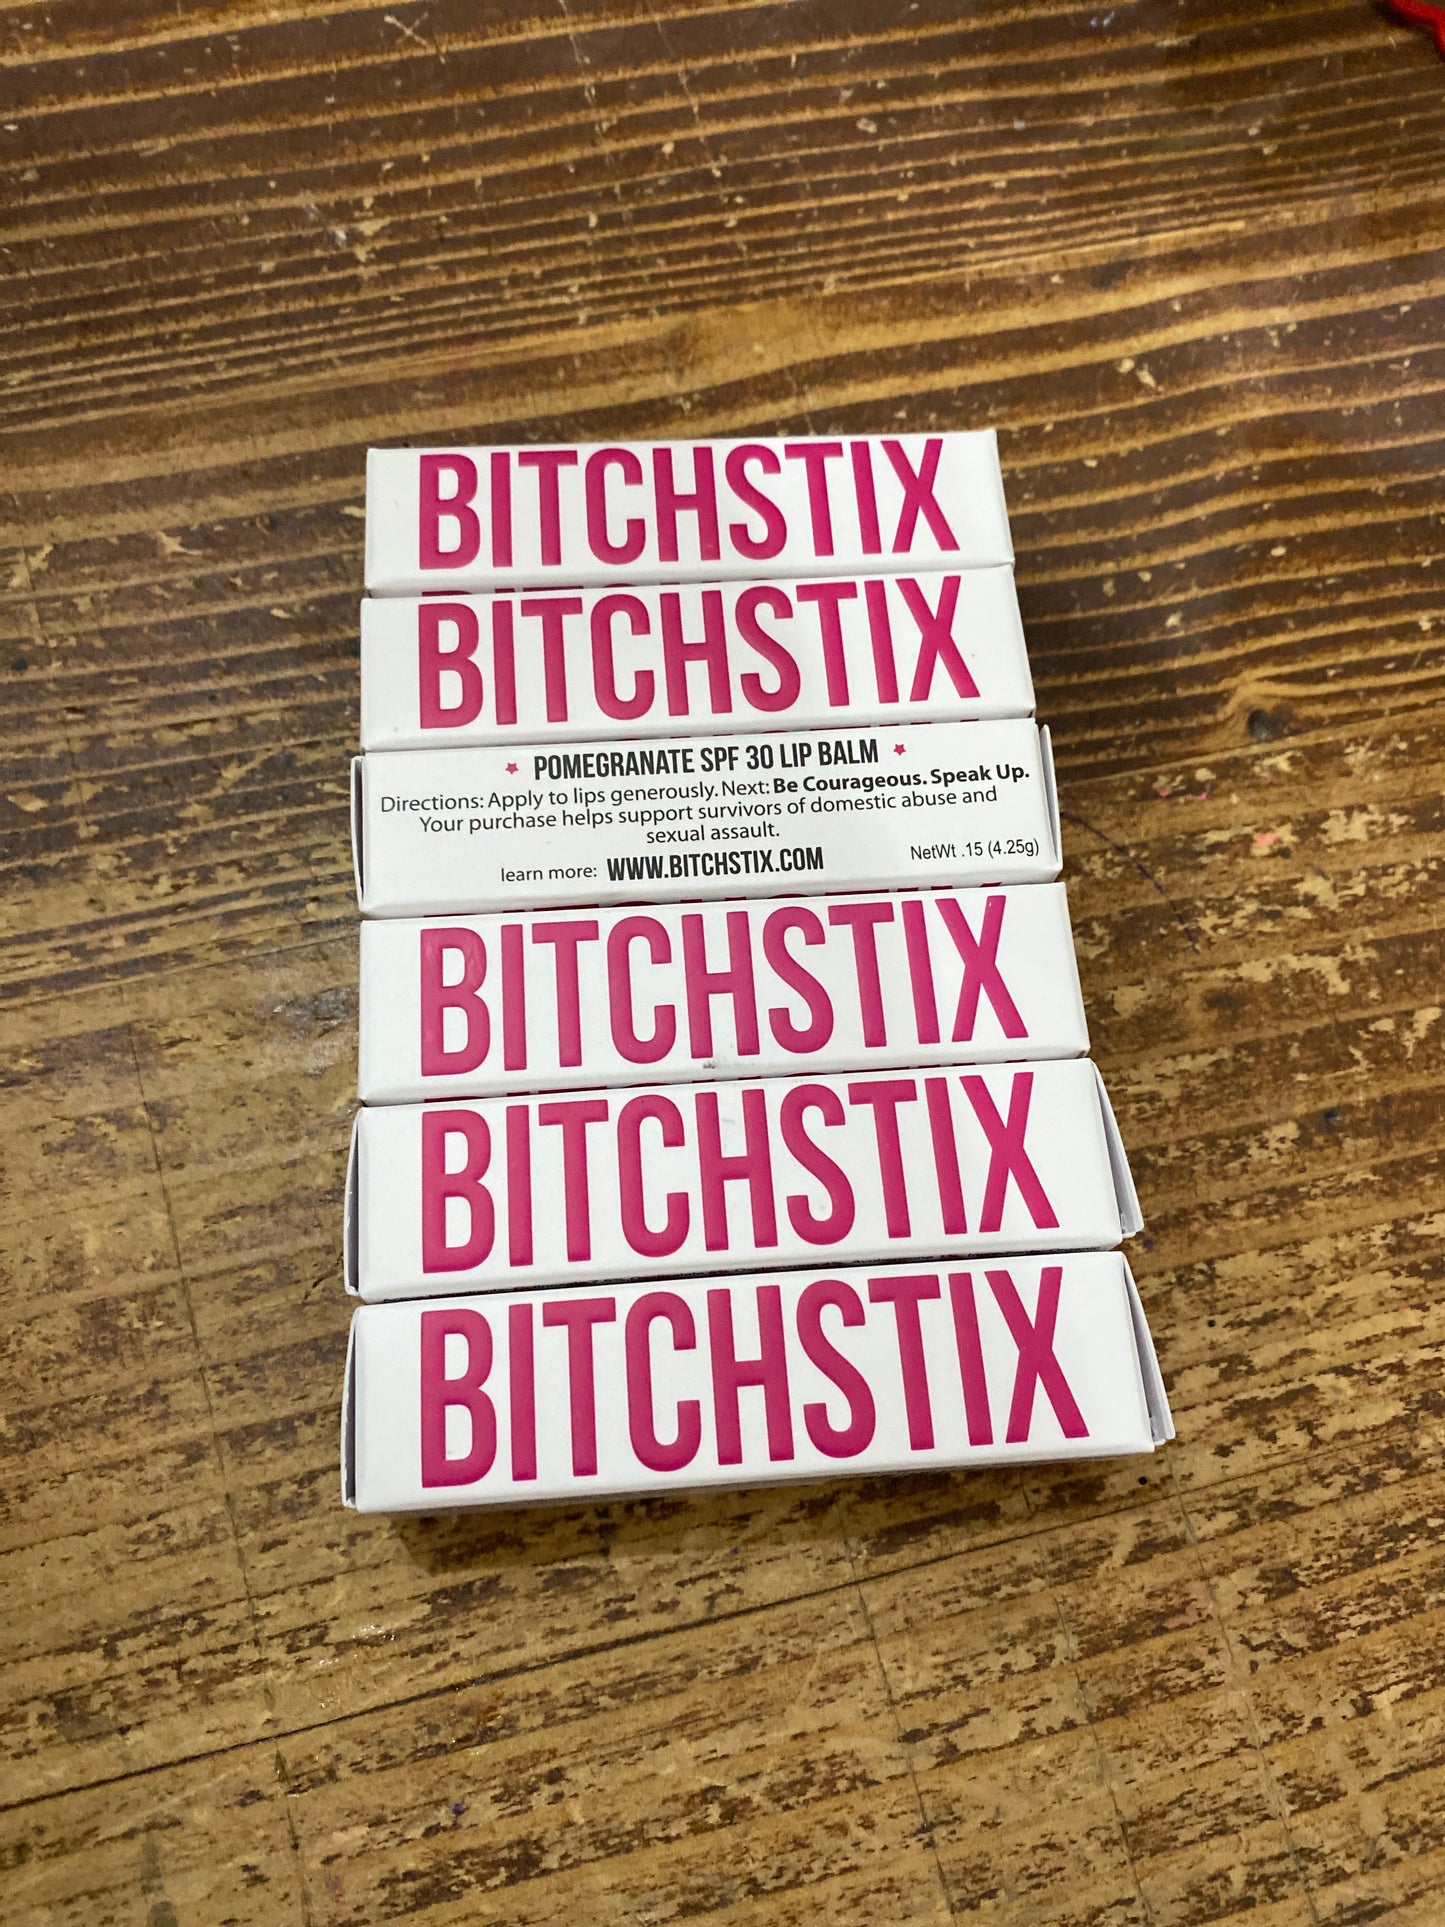 BITCHSTIX
BITCHSTIX
POMEGRANATE SPF 30 LIP BALM
Directions: Apply to lips generously. Next: Be Courageous. Speak Up.
Your purchase helps support survivors of domestic abuse and
sexual assault.
learn more: WWW.BITCHSTIX.COM NetWt .15 (4.25g)
BITCHSTIX
BITCHSTIX
BITCHSTIX